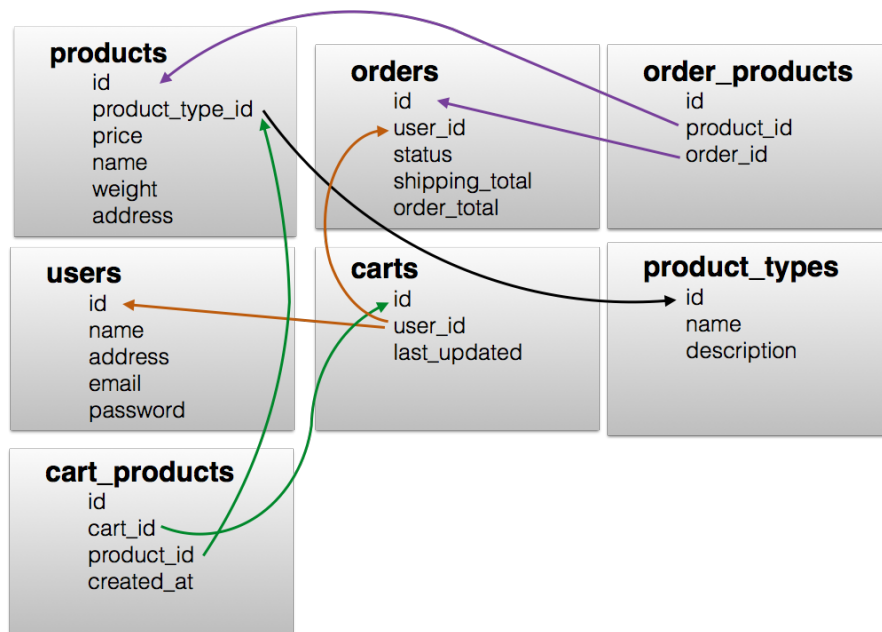 products
id
product_type_id
price
name
weight
address
orders
id
user_id
status
shipping_total
order_total
order_products
id
product_id
order_id
users
id
name
address
email
password
carts
id
user_id
last_updated
product_types
id
name
description
cart_products
id
cart_id
product_id
created_at